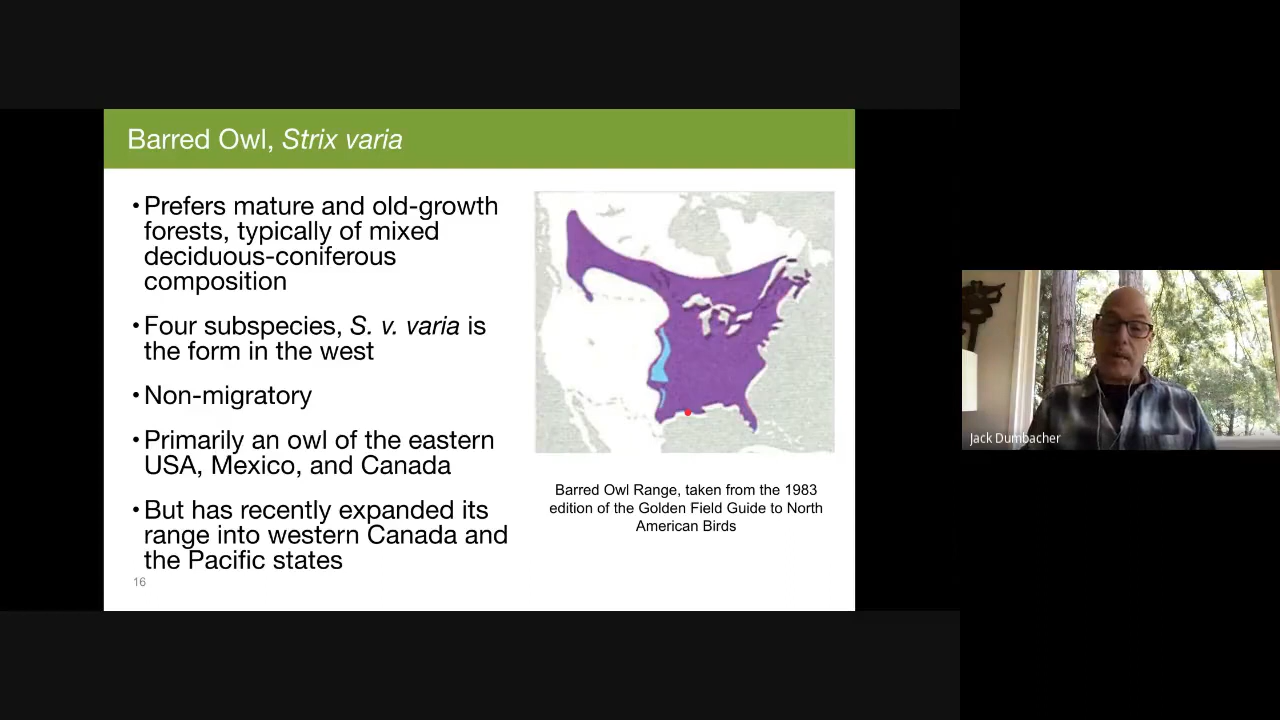 Barred Owl, Strix varia
• Prefers mature and old-growth
forests, typically of mixed
deciduous-coniferous
composition
• Four subspecies, S. v. varia is
the form in the west
• Non-migratory
• Primarily an owl of the eastern
USA, Mexico, and Canada
• But has recently expanded its
range into western Canada and
the Pacific states
16
Barred Owl Range, taken from the 1983
edition of the Golden Field Guide to North
American Birds
Jack Dumbacher